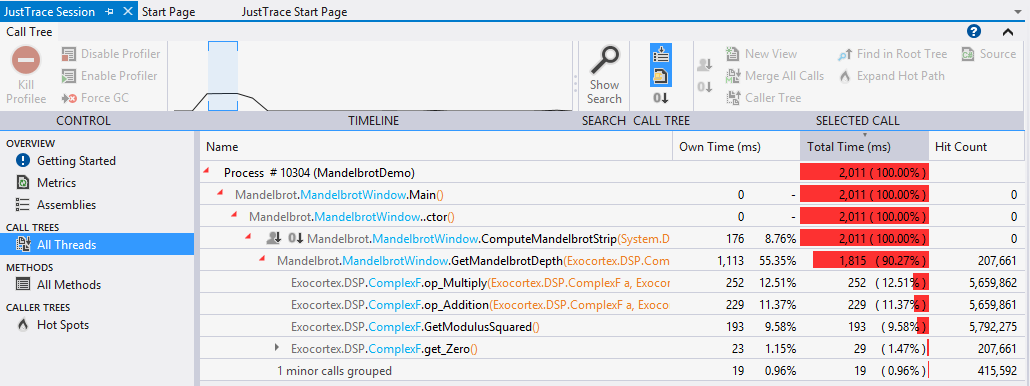 JustTrace Session
Start Page
JustTrace Start Page
Call Tree
Kill Profilee
Disable Profiler
Enable Profiler
Force GC
Show Search
New View
Merge All Calls
Caller Tree
Find in Root Tree
Expand Hot Path
Source
CONTROL TIMELINE SEARCH CALL TREE SELECTED CALL
OVERVIEW
Getting Started
Metrics
Assemblies
CALL TREES
All Threads
METHODS
All Methods
CALLER TREES
Hot Spots
Name Own Time (ms) Total Time (ms) Hit Count
Process # 10304 (MandelbrotDemo) 2,011 ( 100.00% )
Mandelbrot.MandelbrotWindow.Main() 0 - 2,011 ( 100.00% ) 0
Mandelbrot.MandelbrotWindow..ctor() 0 - 2,011 ( 100.00% ) 0
Mandelbrot.MandelbrotWindow.ComputeMandelbrotStrip(System.D 176 8.76% 2,011 ( 100.00% ) 0
Mandelbrot.MandelbrotWindow.GetMandelbrotDepth(Exocortex.DSP.Com 1,113 55.35% 1,815 ( 90.27% ) 207,661
Exocortex.DSP.ComplexF.op_Multiply(Exocortex.DSP.ComplexF a, Exocor 252 12.51% 252 ( 12.51% ) 5,659,862
Exocortex.DSP.ComplexF.op_Addition(Exocortex.DSP.ComplexF a, Exocor 229 11.37% 229 ( 11.37% ) 5,659,861
Exocortex.DSP.ComplexF.GetModulusSquared() 193 9.58% 193 ( 9.58% ) 5,792,275
Exocortex.DSP.ComplexF.get_Zero() 23 1.15% 29 ( 1.47% ) 207,661
1 minor calls grouped 19 0.96% 19 ( 0.96% ) 415,592